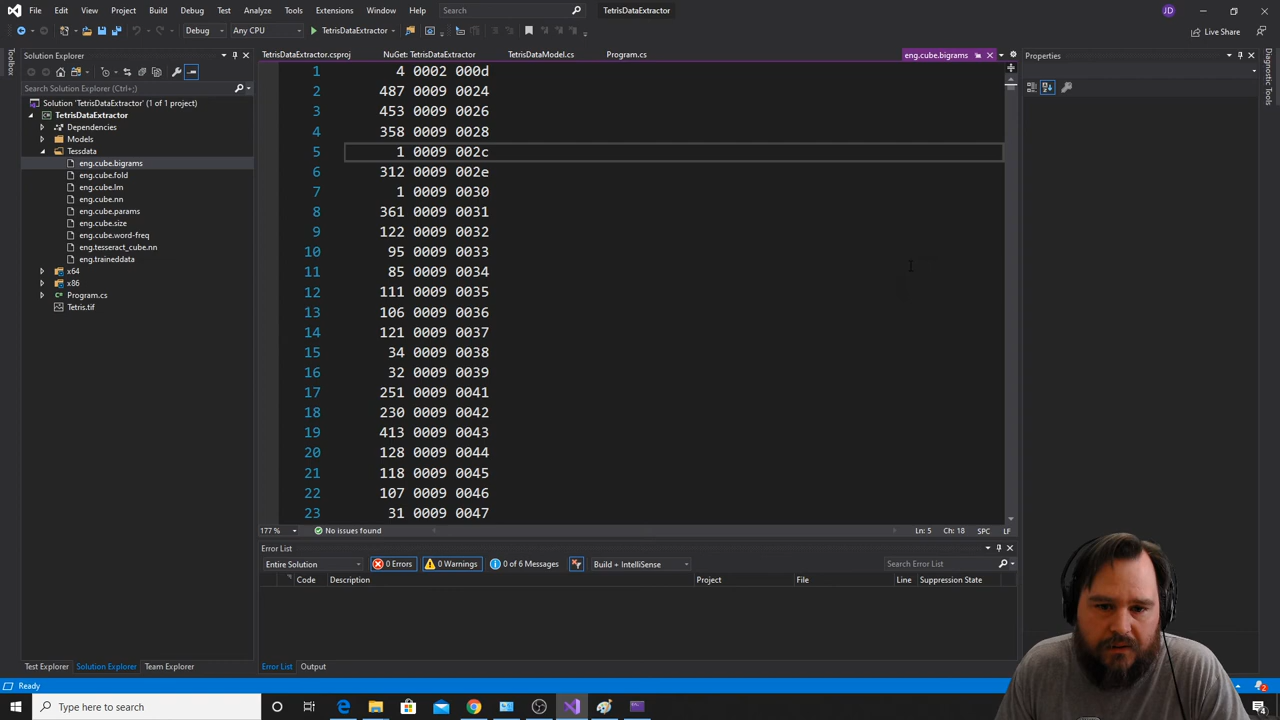 File Edit View Project Build Debug Test Analyze Tools Extensions Window Help Search TetrisDataExtractor JD
Debug Any CPU TetrisDataExtractor Live Share
Toolbox
Solution Explorer
Search Solution Explorer (Ctrl+;)
Solution 'TetrisDataExtractor' (1 of 1 project)
TetrisDataExtractor
Dependencies
Models
Tessdata
eng.cube.bigrams
eng.cube.fold
eng.cube.lm
eng.cube.nn
eng.cube.params
eng.cube.size
eng.cube.word-freq
eng.tesseract_cube.nn
eng.traineddata
x64
x86
Program.cs
Tetris.tif
Test Explorer Solution Explorer Team Explorer
TetrisDataExtractor.csproj NuGet: TetrisDataExtractor TetrisDataModel.cs Program.cs eng.cube.bigrams
1 4 0002 000d
2 487 0009 0024
3 453 0009 0026
4 358 0009 0028
5 1 0009 002c
6 312 0009 002e
7 1 0009 0030
8 361 0009 0031
9 122 0009 0032
10 95 0009 0033
11 85 0009 0034
12 111 0009 0035
13 106 0009 0036
14 121 0009 0037
15 34 0009 0038
16 32 0009 0039
17 251 0009 0041
18 230 0009 0042
19 413 0009 0043
20 128 0009 0044
21 118 0009 0045
22 107 0009 0046
23 31 0009 0047
177 % No issues found Ln: 5 Ch: 18 SPC LF
Error List
Entire Solution 0 Errors 0 Warnings 0 of 6 Messages Build + IntelliSense Search Error List
Code Description Project File Line Suppression State
Error List Output
Properties
Diagnostic Tools
Ready 2
Type here to search 4